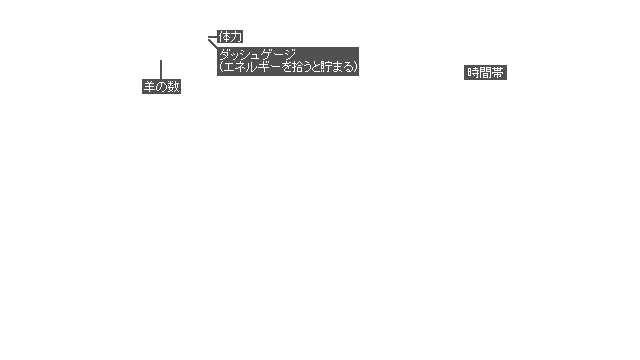 体力
ダッシュゲージ
(エネルギーを拾うと貯まる)
時間帯
羊の数